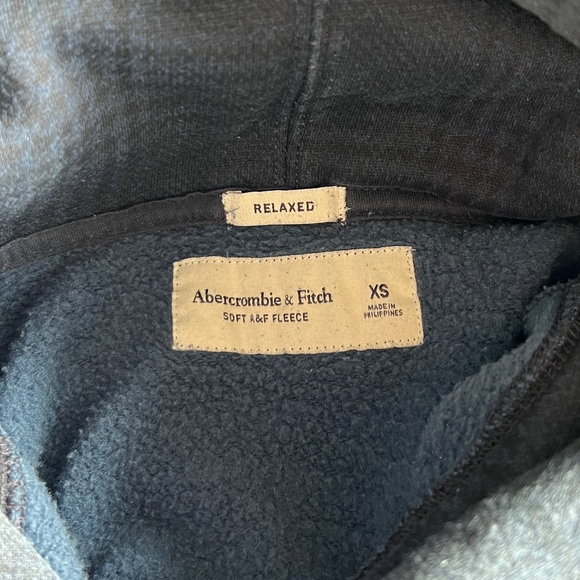 RELAXED
Abercrombie & Fitch
SOFT A&F FLEECE
XS
MADE IN
PHILIPPINES